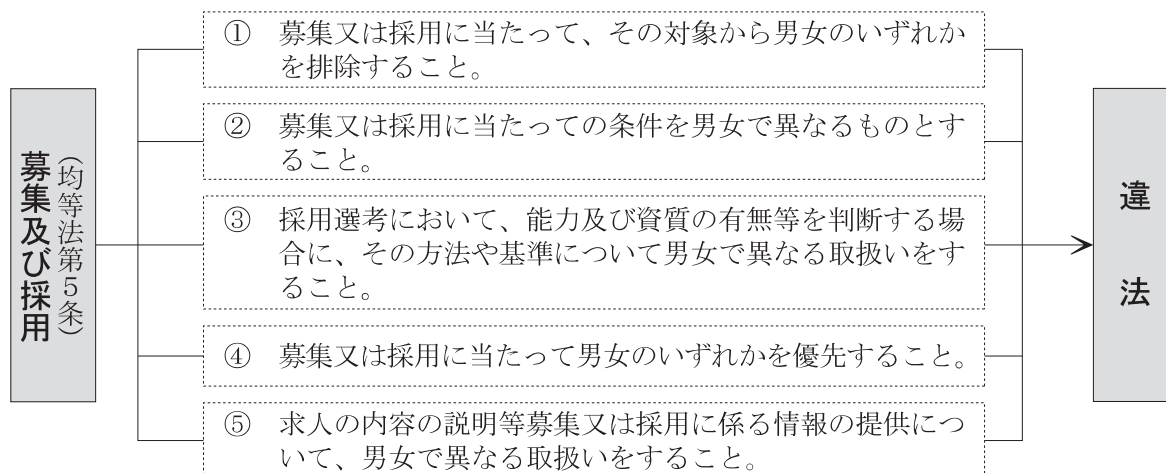 募集及び採用
（均等法第５条）
① 募集又は採用に当たって、その対象から男女のいずれか
を排除すること。
② 募集又は採用に当たっての条件を男女で異なるものとす
ること。
③ 採用選考において、能力及び資質の有無等を判断する場
合に、その方法や基準について男女で異なる取扱いをす
ること。
④ 募集又は採用に当たって男女のいずれかを優先すること。
⑤ 求人の内容の説明等募集又は採用に係る情報の提供につ
いて、男女で異なる取扱いをすること。
違法